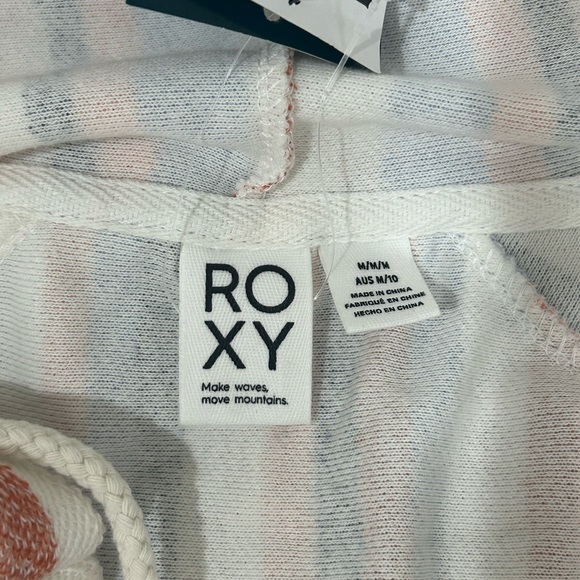 RO
XY
Make waves,
move mountains.
M/M/M
AUS M/10
MADE IN CHINA
FABRIQUÉ EN CHINE
HECHO EN CHINA